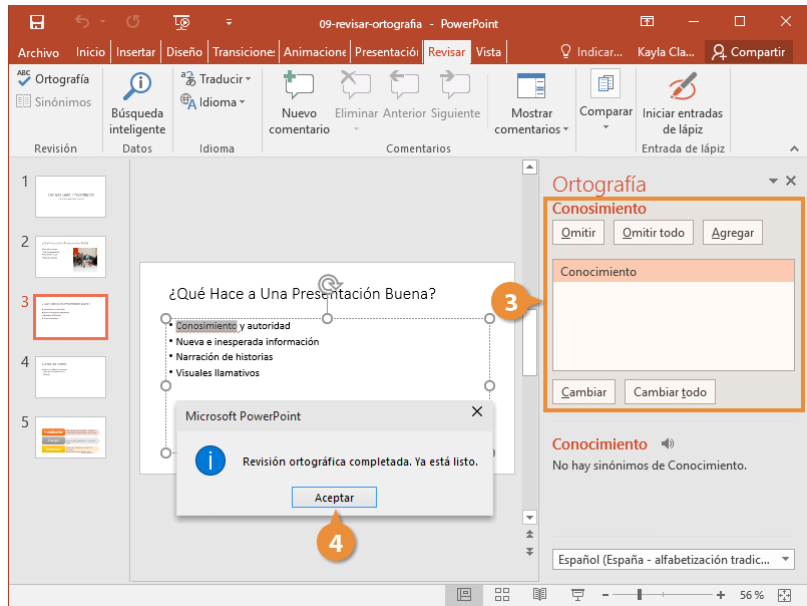 09-revisar-ortografia - PowerPoint
Archivo Inicio Insertar Diseño Transicione Animacione Presentación Revisar Vista Indicar... Kayla Cla... Compartir
ABC Ortografía
Sinónimos
Revisión
Búsqueda
inteligente
Datos
Traducir
Idioma
Idioma
Nuevo
comentario
Eliminar Anterior Siguiente
Mostrar
comentarios
Comentarios
Comparar
Iniciar entradas
de lápiz
Entrada de lápiz
1
2
3
4
5
¿Qué Hace a Una Presentación Buena?
• Conosimiento y autoridad
• Nueva e inesperada información
• Narración de historias
• Visuales llamativos
Microsoft PowerPoint
Revisión ortográfica completada. Ya está listo.
Aceptar
4
Ortografía
Conosimiento
Omitir Omitir todo Agregar
3
Conocimiento
Cambiar Cambiar todo
Conocimiento
No hay sinónimos de Conocimiento.
Español (España - alfabetización tradic...
56 %